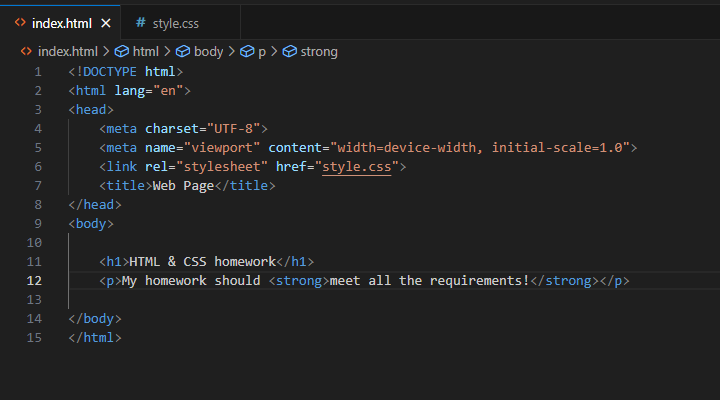 index.html
style.css
index.html > html > body > p > strong
1 <!DOCTYPE html>
2 <html lang="en">
3 <head>
4     <meta charset="UTF-8">
5     <meta name="viewport" content="width=device-width, initial-scale=1.0">
6     <link rel="stylesheet" href="style.css">
7     <title>Web Page</title>
8 </head>
9 <body>
10
11     <h1>HTML & CSS homework</h1>
12     <p>My homework should <strong>meet all the requirements!</strong></p>
13
14 </body>
15 </html>